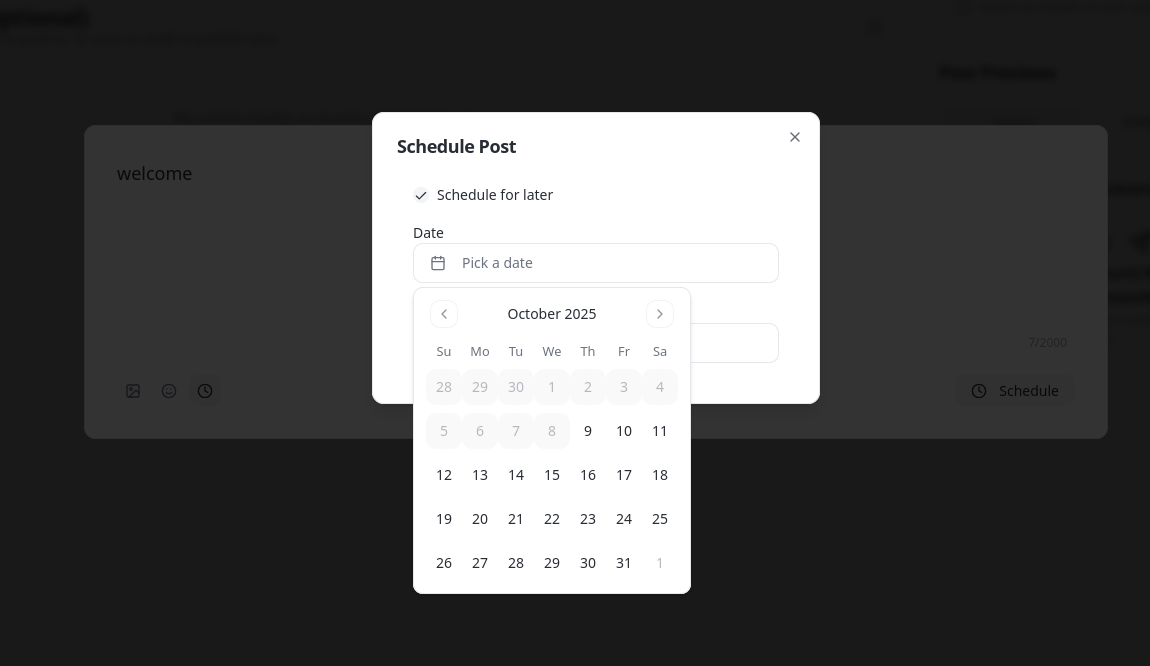 Schedule Post
welcome
Schedule for later
Date
Pick a date
October 2025
Su Mo Tu We Th Fr Sa
28 29 30 1 2 3 4
5 6 7 8 9 10 11
12 13 14 15 16 17 18
19 20 21 22 23 24 25
26 27 28 29 30 31 1
7/2000
Schedule